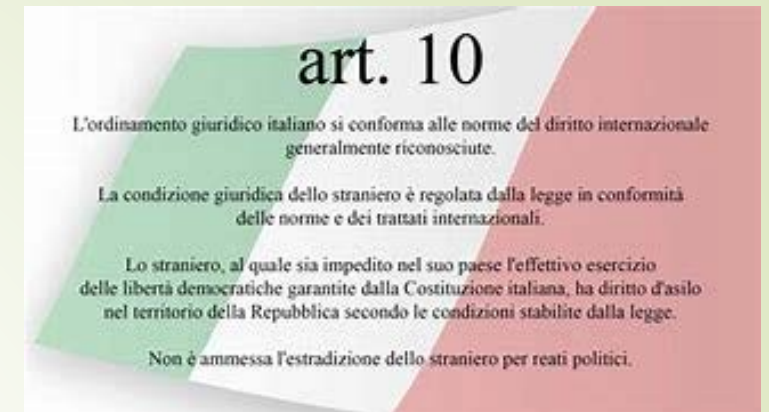 art. 10
L'ordinamento giuridico italiano si conforma alle norme del diritto internazionale
generalmente riconosciute.
La condizione giuridica dello straniero è regolata dalla legge in conformità
delle norme e dei trattati internazionali.
Lo straniero, al quale sia impedito nel suo paese l'effettivo esercizio
delle libertà democratiche garantite dalla Costituzione italiana, ha diritto d'asilo
nel territorio della Repubblica secondo le condizioni stabilite dalla legge.
Non è ammessa l'estradizione dello straniero per reati politici.